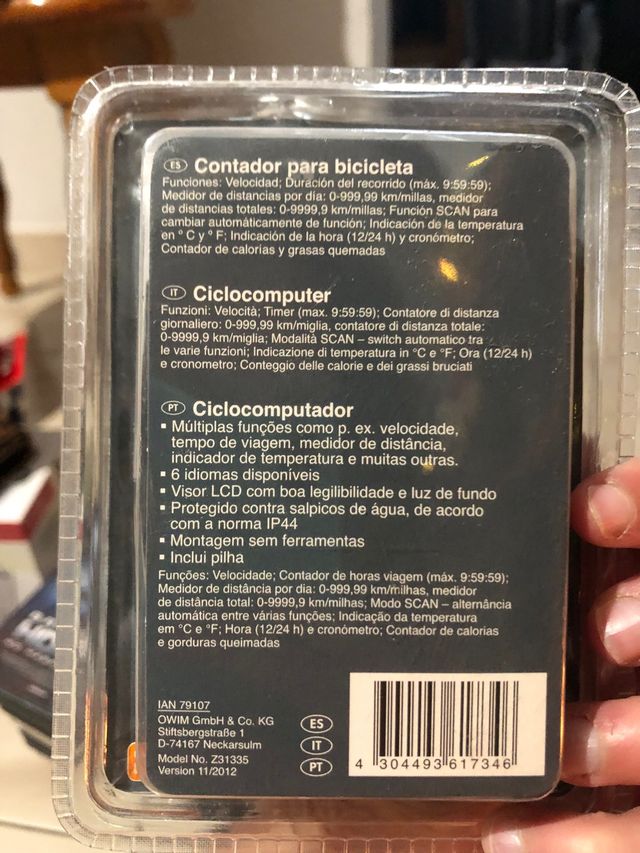 ES Contador para bicicleta
Funciones: Velocidad; Duración del recorrido (máx. 9:59:59);
Medidor de distancias por día: 0-999,99 km/millas, medidor
de distancias totales: 0-9999,9 km/millas; Función SCAN para
cambiar automáticamente de función; Indicación de la temperatura
en ° C y ° F; Indicación de la hora (12/24 h) y cronómetro;
Contador de calorías y grasas quemadas
IT Ciclocomputer
Funzioni: Velocità; Timer (max. 9:59:59); Contatore di distanza
giornaliero: 0-999,99 km/miglia, contatore di distanza totale:
0-9999,9 km/miglia; Modalità SCAN – switch automatico tra
le varie funzioni; Indicazione di temperatura in °C e °F; Ora (12/24 h)
e cronometro; Conteggio delle calorie e dei grassi bruciati
PT Ciclocomputador
▪ Múltiplas funções como p. ex. velocidade,
tempo de viagem, medidor de distância,
indicador de temperatura e muitas outras.
▪ 6 idiomas disponíveis
▪ Visor LCD com boa legilibilidade e luz de fundo
▪ Protegido contra salpicos de água, de acordo
com a norma IP44
▪ Montagem sem ferramentas
▪ Inclui pilha
Funções: Velocidade; Contador de horas viagem (máx. 9:59:59);
Medidor de distância por dia: 0-999,99 km/milhas, medidor
de distância total: 0-9999,9 km/milhas; Modo SCAN – alternância
automática entre várias funções; Indicação da temperatura
em °C e °F; Hora (12/24 h) e cronómetro; Contador de calorias
e gorduras queimadas
IAN 79107
OWIM GmbH & Co. KG
Stiftsbergstraße 1
D-74167 Neckarsulm
Model No. Z31335
Version 11/2012
ES
IT
PT
4 304493 617346